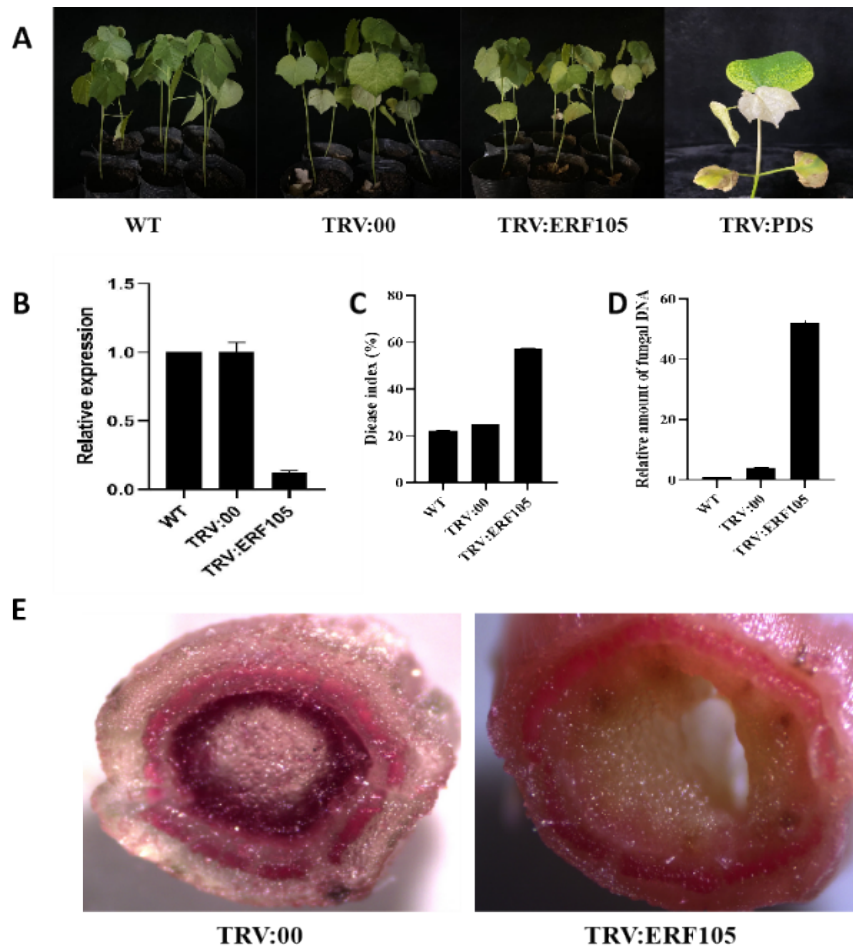 A
WT TRV:00 TRV:ERF105 TRV:PDS
B
Relative expression
1.5
1.0
0.5
0.0
WT
TRV:00
TRV:ERF105
C
Diease index (%)
80
60
40
20
0
WT
TRV:00
TRV:ERF105
D
Relative amount of fungal DNA
60
40
20
0
WT
TRV:00
TRV:ERF105
E
TRV:00 TRV:ERF105